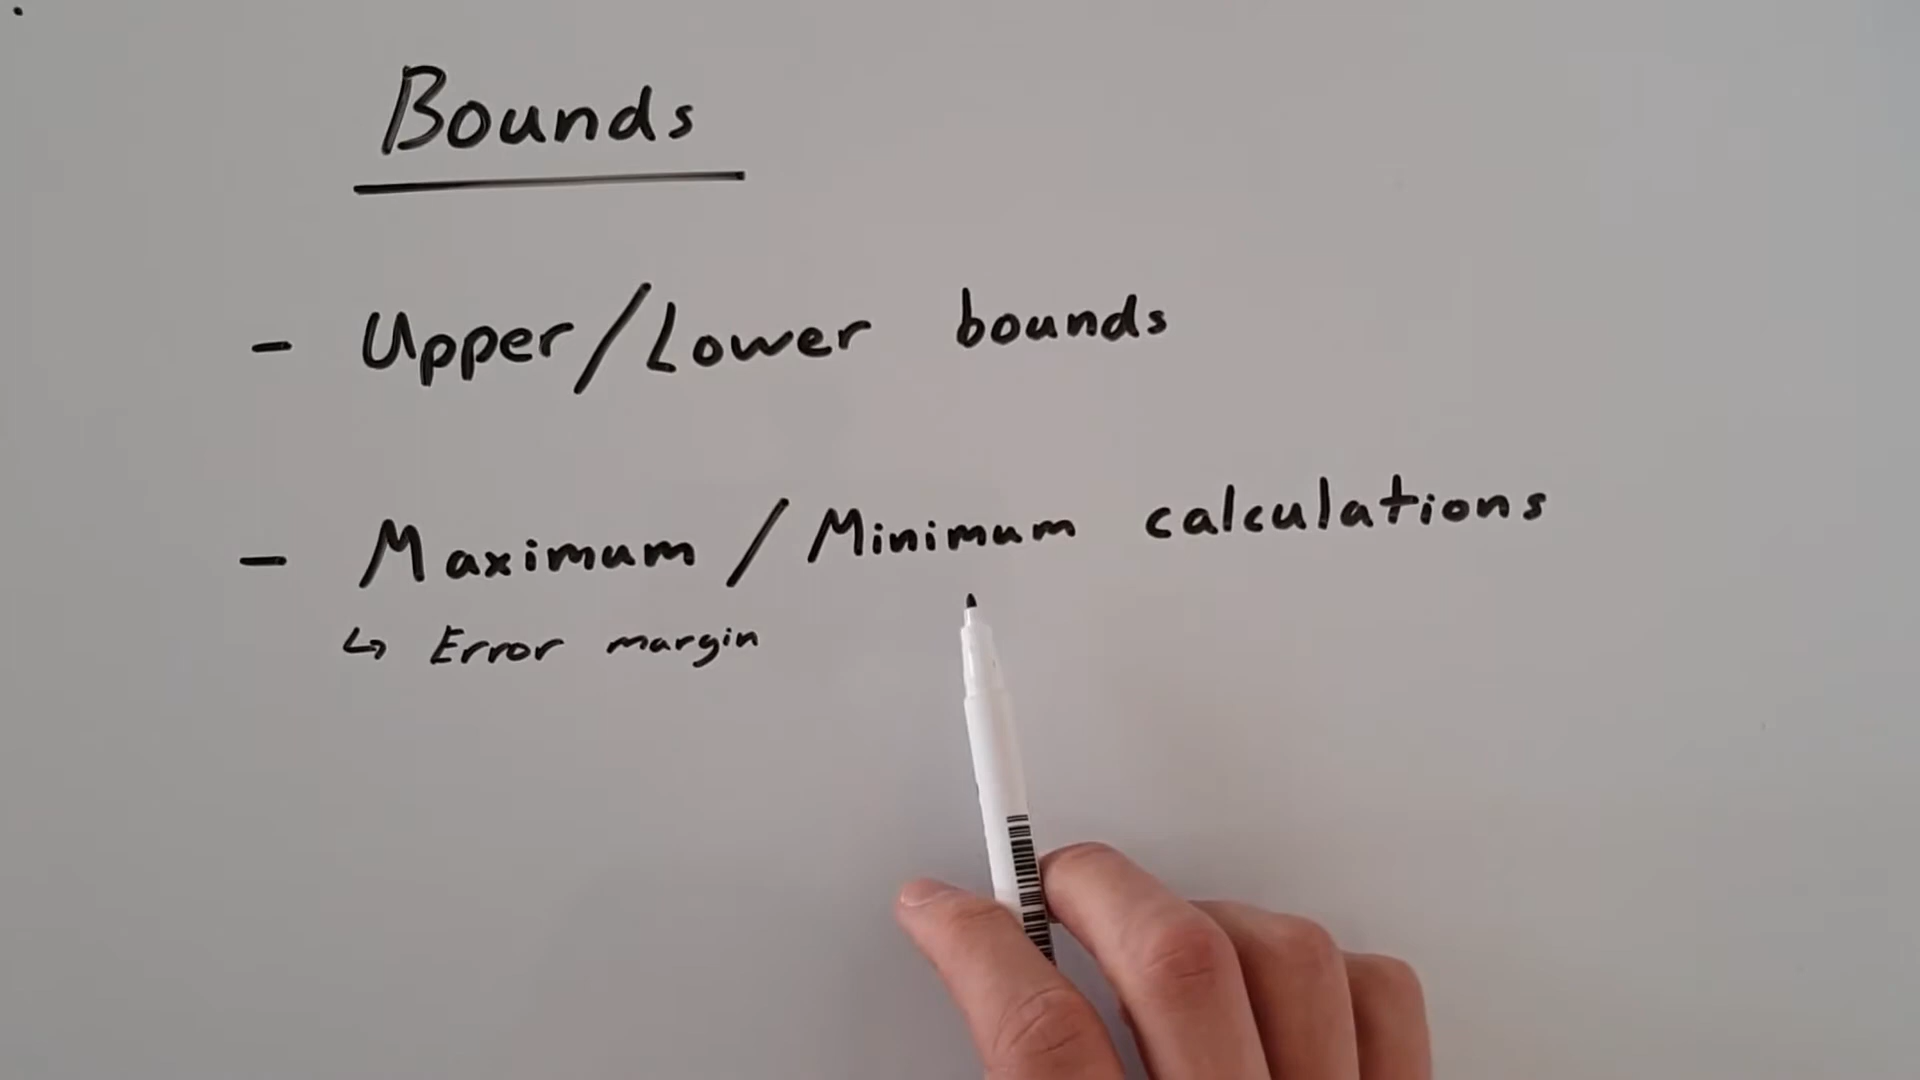 Bounds
- Upper/Lower bounds
- Maximum/Minimum calculations
↳ Error margin